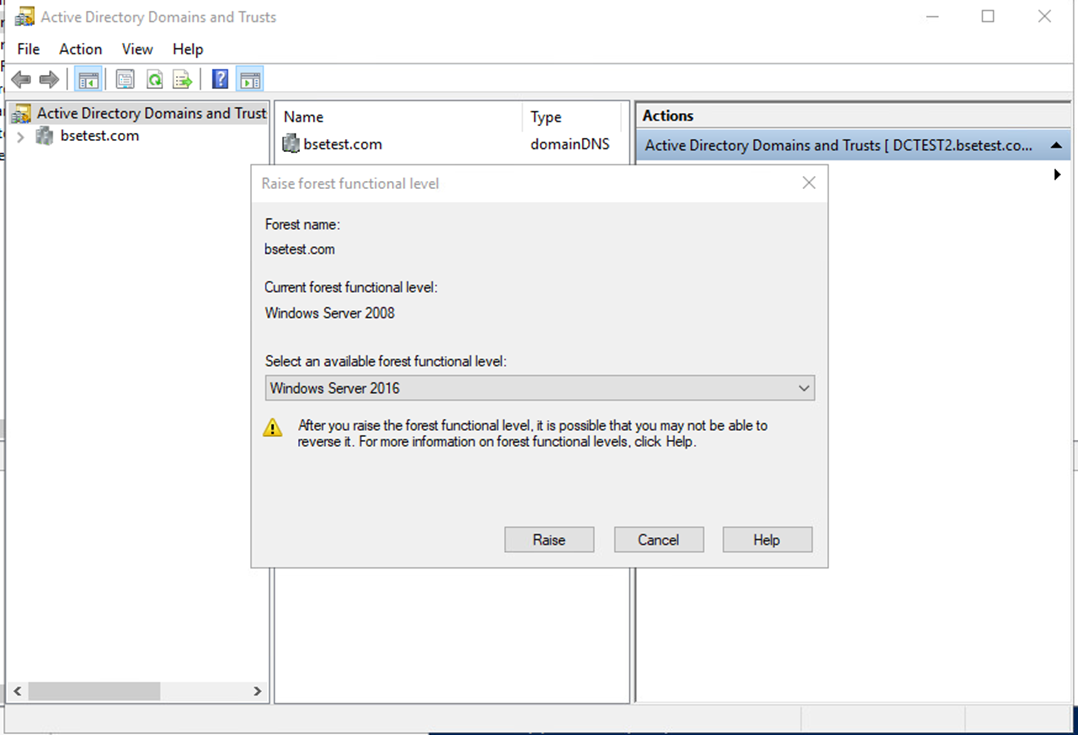 Active Directory Domains and Trusts
File Action View Help
Active Directory Domains and Trust
bsetest.com
Name Type
bsetest.com domainDNS
Actions
Active Directory Domains and Trusts [ DCTEST2.bsetest.co...
Raise forest functional level
Forest name:
bsetest.com
Current forest functional level:
Windows Server 2008
Select an available forest functional level:
Windows Server 2016
After you raise the forest functional level, it is possible that you may not be able to
reverse it. For more information on forest functional levels, click Help.
Raise Cancel Help